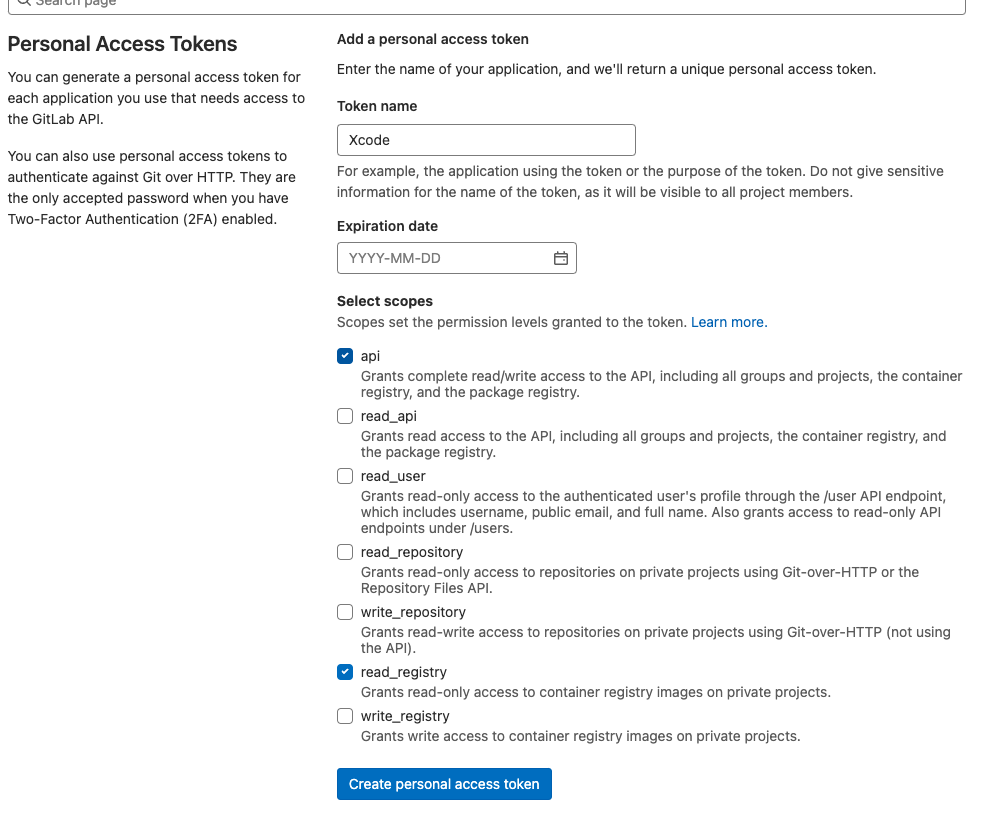 Search page
Personal Access Tokens
You can generate a personal access token for
each application you use that needs access to
the GitLab API.
You can also use personal access tokens to
authenticate against Git over HTTP. They are
the only accepted password when you have
Two-Factor Authentication (2FA) enabled.
Add a personal access token
Enter the name of your application, and we'll return a unique personal access token.
Token name
Xcode
For example, the application using the token or the purpose of the token. Do not give sensitive
information for the name of the token, as it will be visible to all project members.
Expiration date
YYYY-MM-DD
Select scopes
Scopes set the permission levels granted to the token. Learn more.
api
Grants complete read/write access to the API, including all groups and projects, the container
registry, and the package registry.
read_api
Grants read access to the API, including all groups and projects, the container registry, and
the package registry.
read_user
Grants read-only access to the authenticated user's profile through the /user API endpoint,
which includes username, public email, and full name. Also grants access to read-only API
endpoints under /users.
read_repository
Grants read-only access to repositories on private projects using Git-over-HTTP or the
Repository Files API.
write_repository
Grants read-write access to repositories on private projects using Git-over-HTTP (not using
the API).
read_registry
Grants read-only access to container registry images on private projects.
write_registry
Grants write access to container registry images on private projects.
Create personal access token